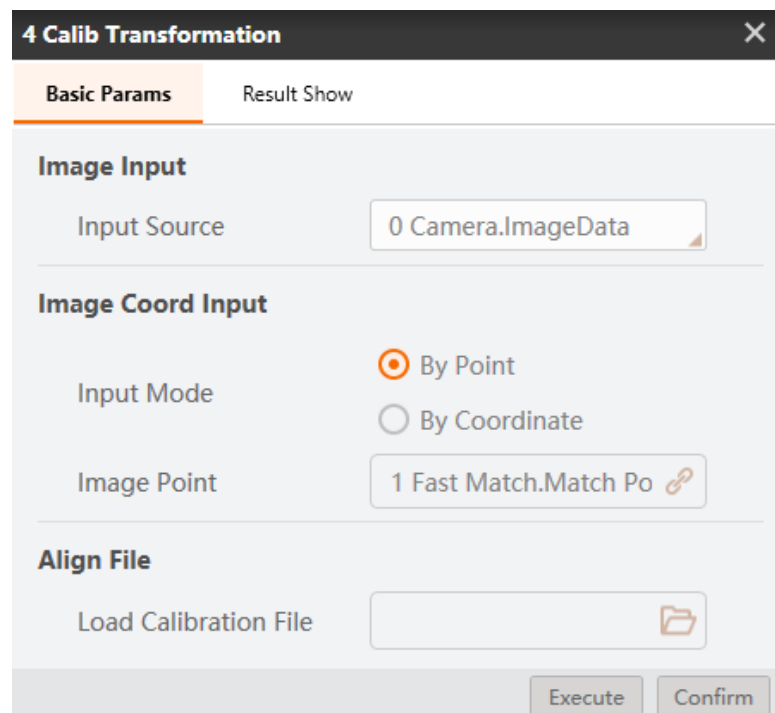 4 Calib Transformation
Basic Params Result Show
Image Input
Input Source 0 Camera.ImageData
Image Coord Input
By Point
Input Mode
By Coordinate
Image Point 1 Fast Match.Match Po
Align File
Load Calibration File
Execute Confirm